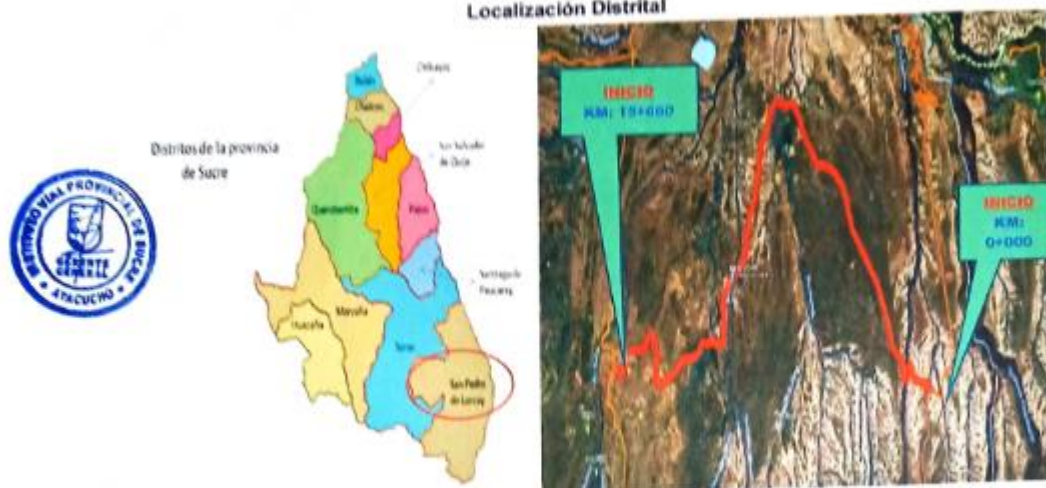 Localización Distrital
Distritos de la provincia
de Sucre
INSTITUTO VIAL PROVINCIAL DE SUCRE
GERENTE
GENERAL
* AYACUCHO *
Belén
Chalcos
Chilcayoc
San Salvador
de Quije
Querobamba
Paico
Santiago de
Paucaray
Morcolla
Huacaña
Soras
San Pedro
de Larcay
INICIO
KM: 19+660
INICIO
KM:
0+000